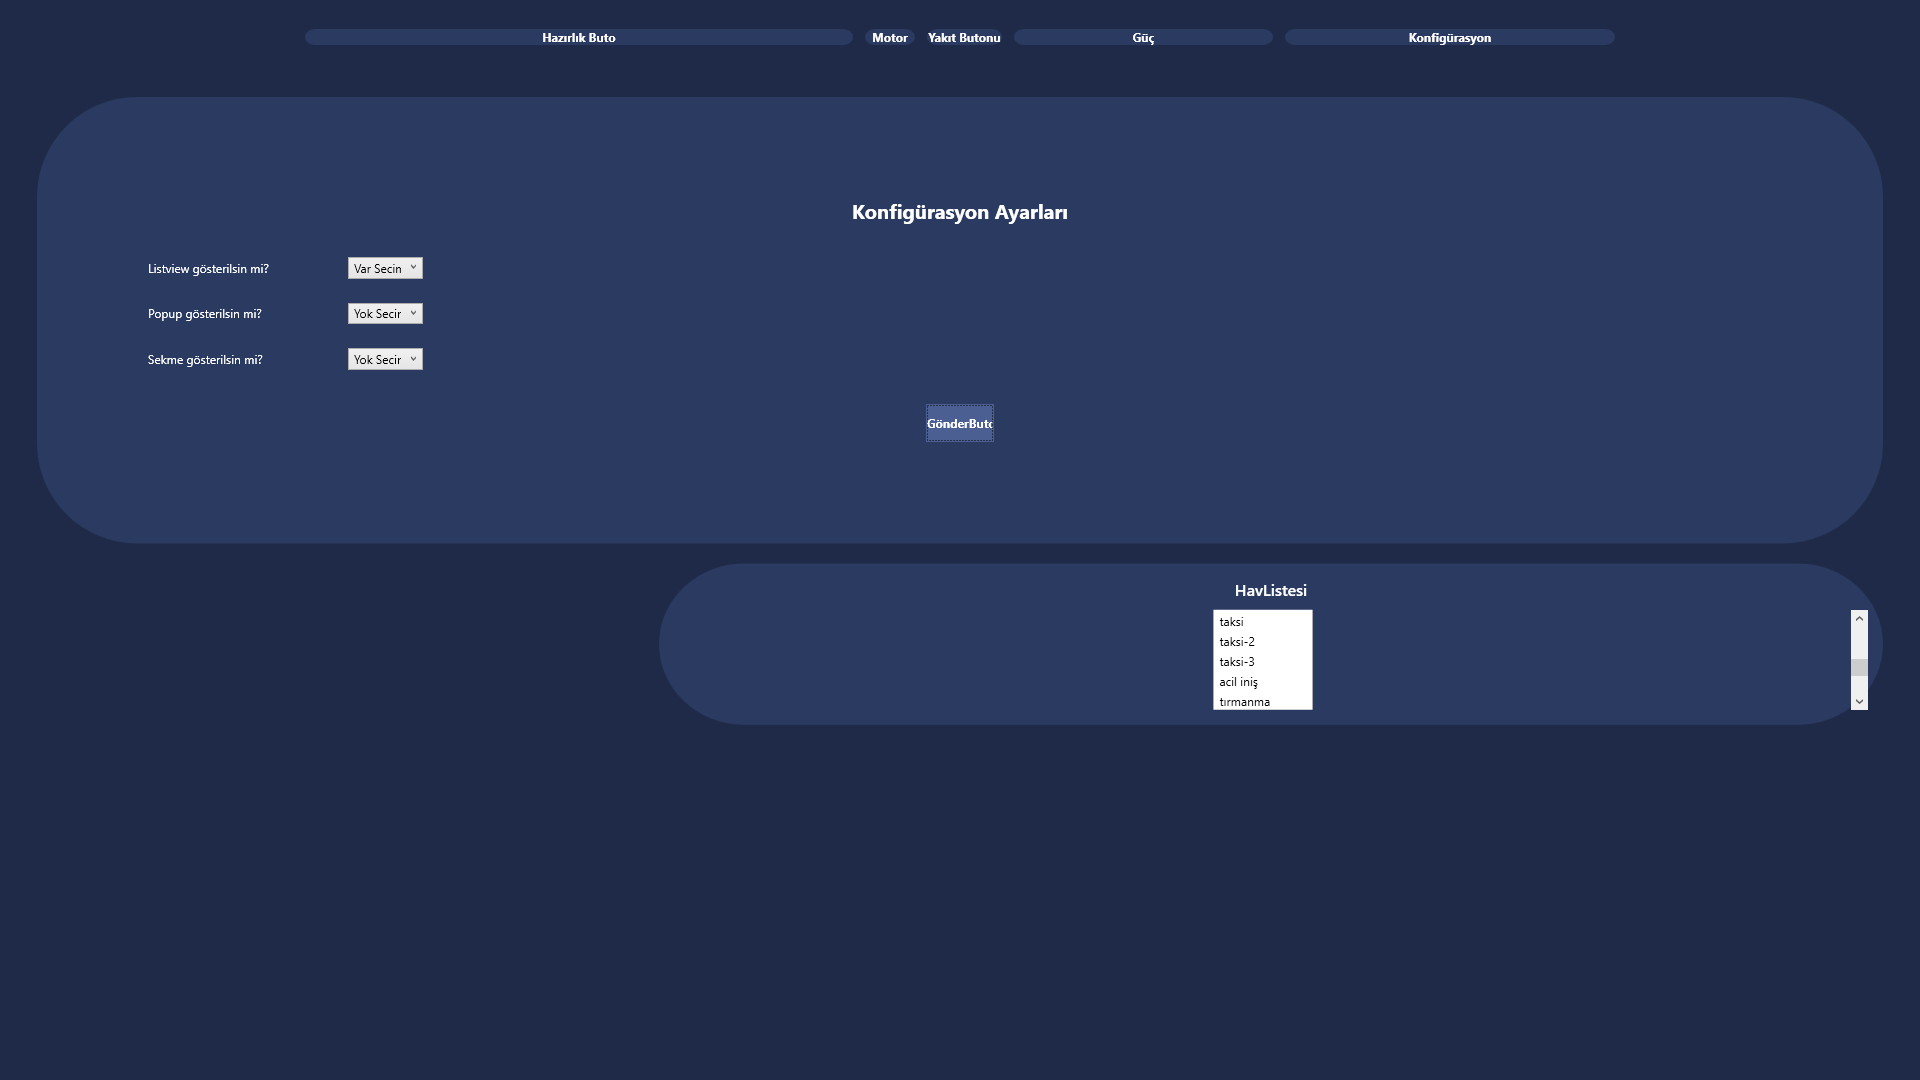 Hazırlık Buto
Motor
Yakıt Butonu
Güç
Konfigürasyon
Konfigürasyon Ayarları
Listview gösterilsin mi?
Var Secin
Popup gösterilsin mi?
Yok Secir
Sekme gösterilsin mi?
Yok Secir
GönderButo
HavListesi
taksi
taksi-2
taksi-3
acil iniş
tırmanma